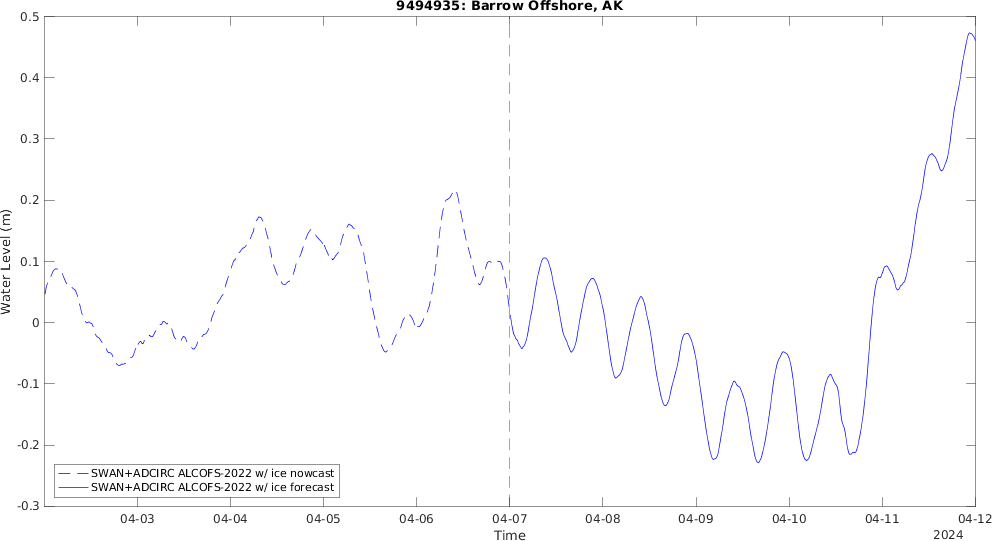 9494935: Barrow Offshore, AK
Water Level (m)
0.5
0.4
0.3
0.2
0.1
0
-0.1
-0.2
-0.3
SWAN+ADCIRC ALCOFS-2022 w/ ice nowcast
SWAN+ADCIRC ALCOFS-2022 w/ ice forecast
04-03 04-04 04-05 04-06 04-07 04-08 04-09 04-10 04-11 04-12
Time
2024